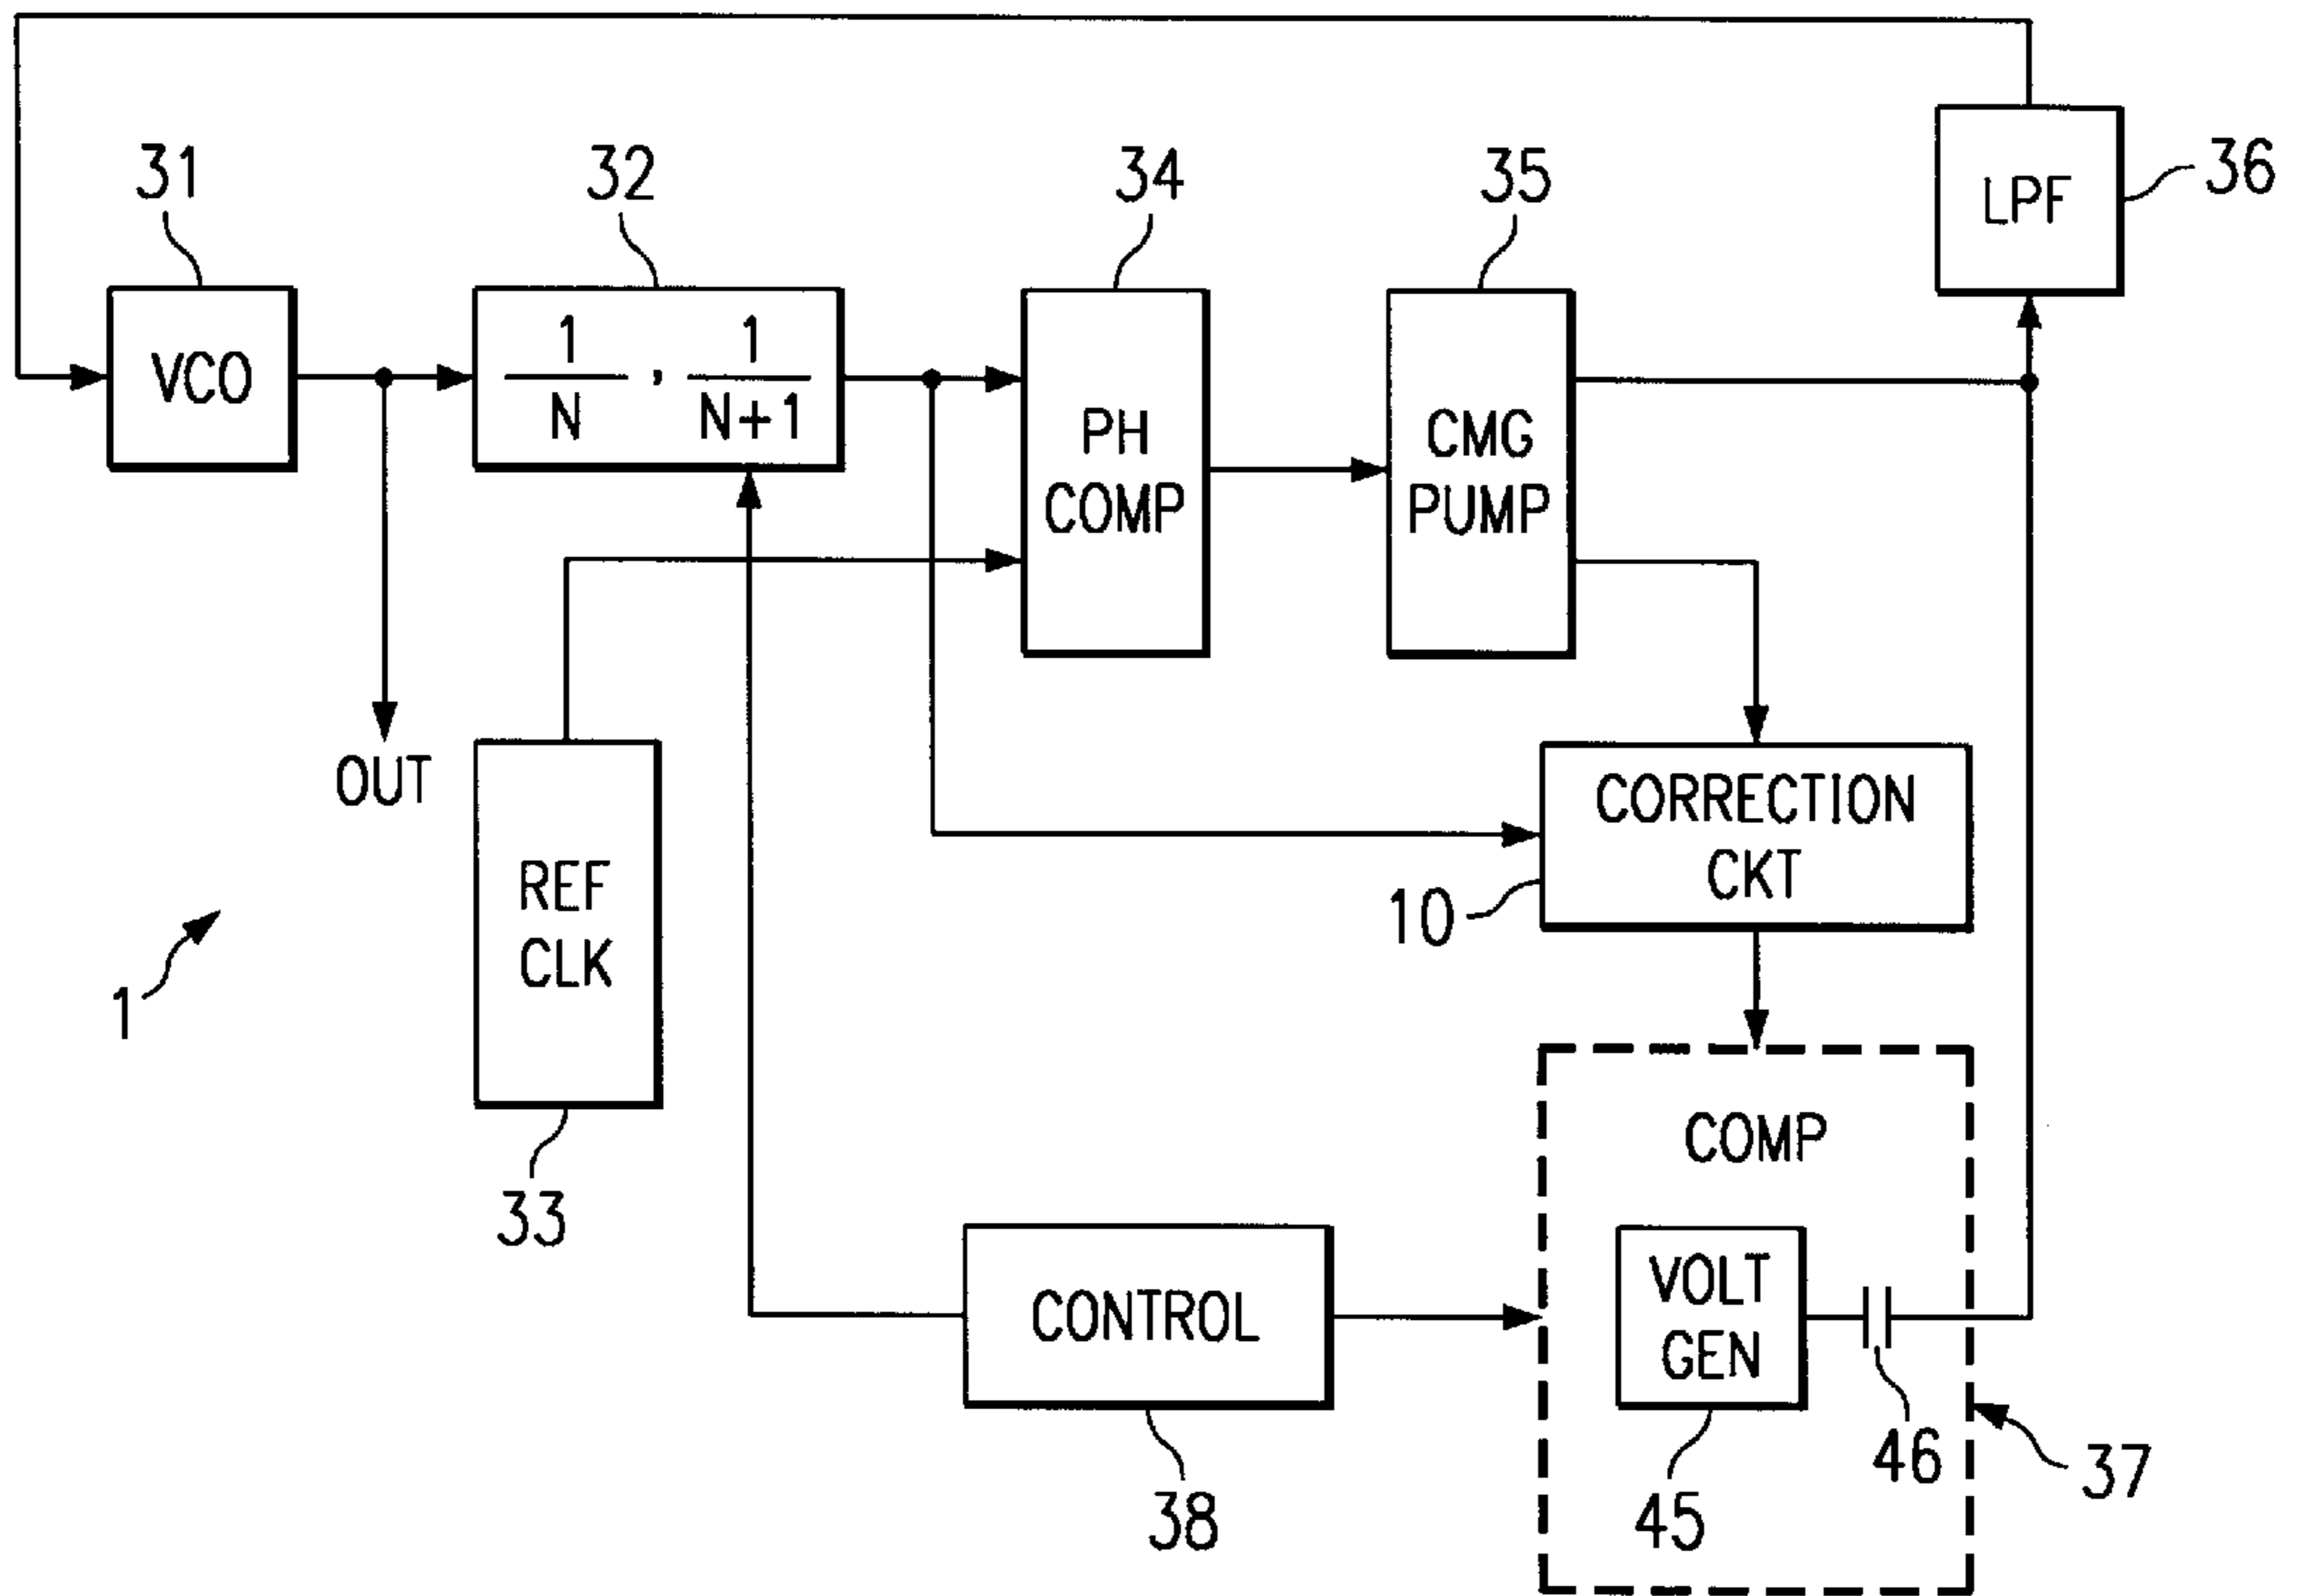 31
32
34
35
36
LPF
VCO
1
N
,
1
N+1
PH
COMP
CMG
PUMP
OUT
REF
CLK
CORRECTION
CKT
10
1
33
COMP
CONTROL
VOLT
GEN
38
45
46
37